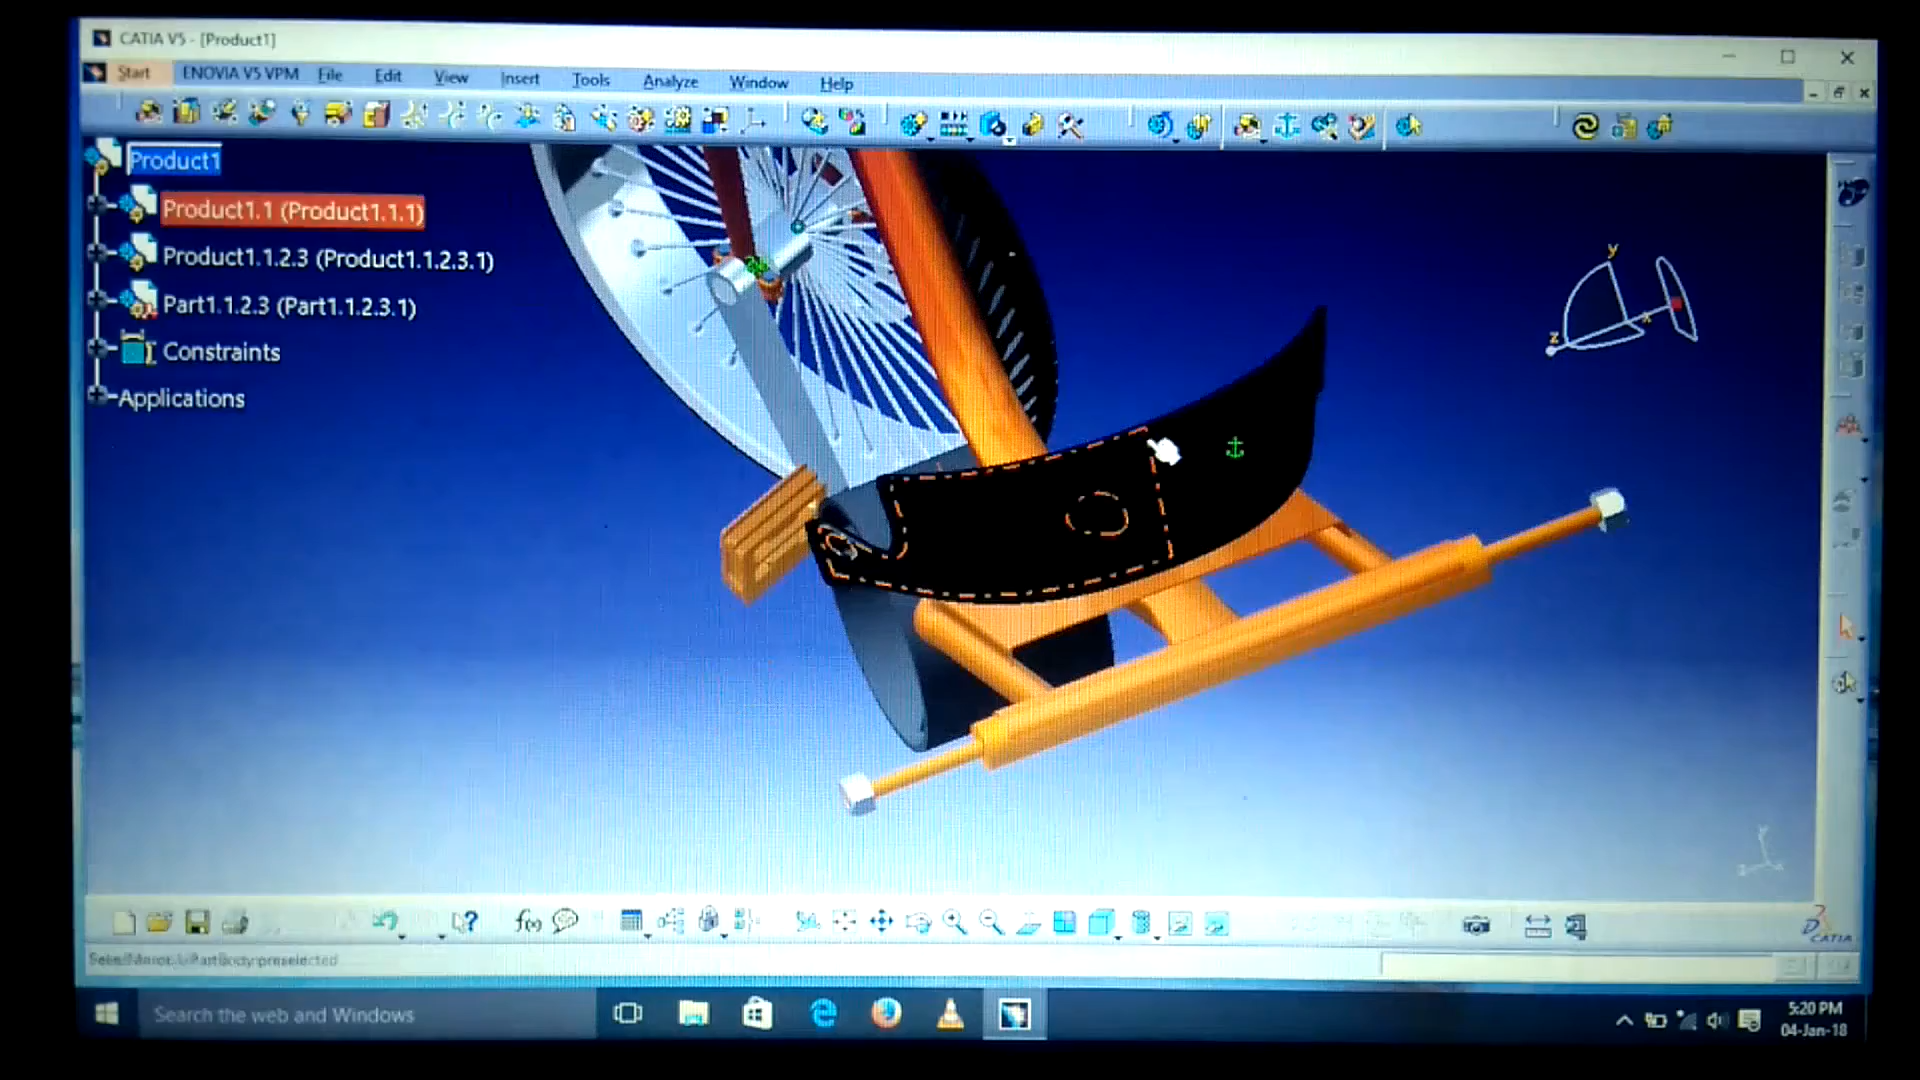 CATIA V5 - [Product1]
Start ENOVIA V5 VPM File Edit View Insert Tools Analyze Window Help
Product1
Product1.1 (Product1.1.1)
Product1.1.2.3 (Product1.1.2.3.1)
Part1.1.2.3 (Part1.1.2.3.1)
Constraints
Applications
y
x
z
f(x)
CATIA
Search the web and Windows
5:20 PM
04-Jan-18